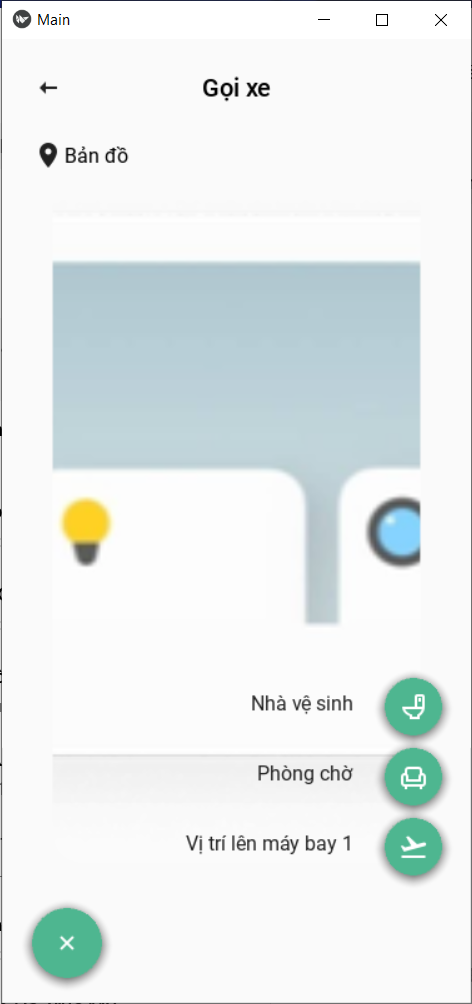 Main
Gọi xe
Bản đồ
Nhà vệ sinh
Phòng chờ
Vị trí lên máy bay 1